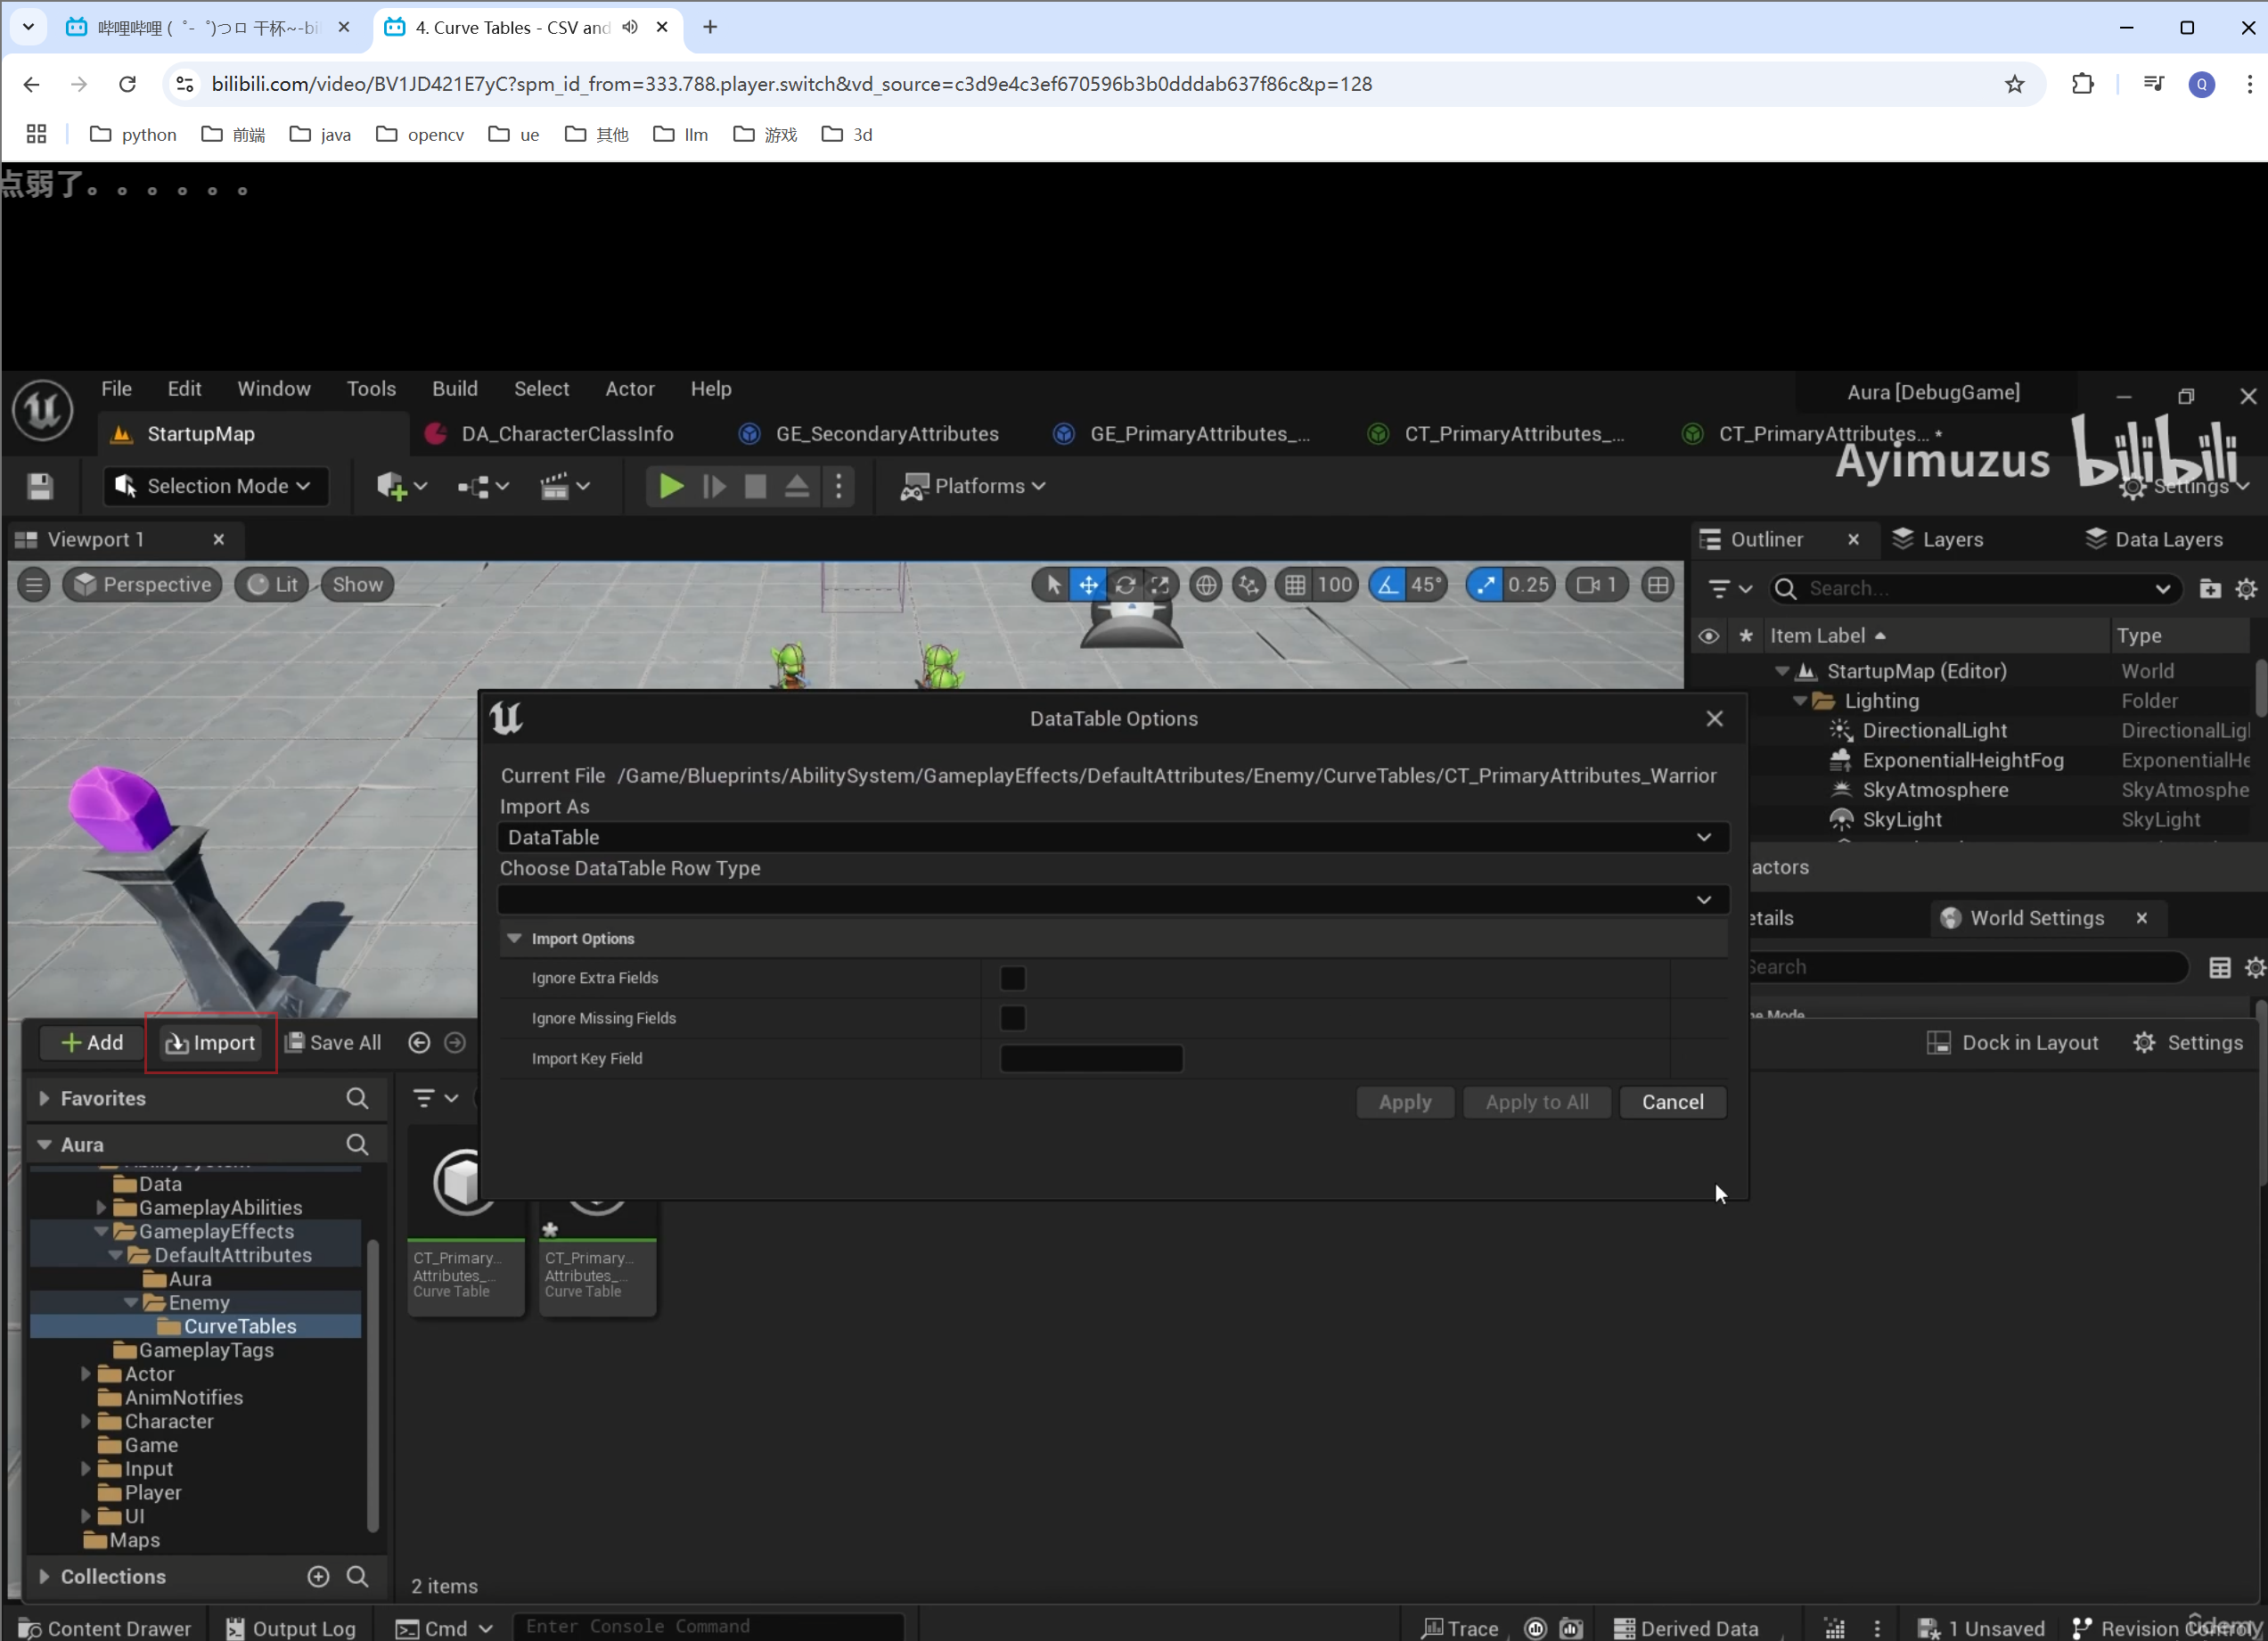 哔哩哔哩 (゜-゜)つロ 干杯~-bi
4. Curve Tables - CSV and
bilibili.com/video/BV1JD421E7yC?spm_id_from=333.788.player.switch&vd_source=c3d9e4c3ef670596b3b0dddab637f86c&p=128
Q
python 前端 java opencv ue 其他 llm 游戏 3d
点弱了。。。。。。
File Edit Window Tools Build Select Actor Help
Aura [DebugGame]
StartupMap DA_CharacterClassInfo GE_SecondaryAttributes GE_PrimaryAttributes_... CT_PrimaryAttributes_... CT_PrimaryAttributes... *
Ayimuzus bilibili
Selection Mode Platforms Settings
Viewport 1 Outliner Layers Data Layers
Perspective Lit Show 100 45° 0.25 1
Search...
Item Label Type
StartupMap (Editor) World
Lighting Folder
DirectionalLight DirectionalLig
ExponentialHeightFog ExponentialHe
SkyAtmosphere SkyAtmosphe
SkyLight SkyLight
actors
etails World Settings
Search
DataTable Options
Current File /Game/Blueprints/AbilitySystem/GameplayEffects/DefaultAttributes/Enemy/CurveTables/CT_PrimaryAttributes_Warrior
Import As
DataTable
Choose DataTable Row Type
Import Options
Ignore Extra Fields
Ignore Missing Fields
Import Key Field
Apply Apply to All Cancel
Add Import Save All
Dock in Layout Settings
Favorites
Aura
Data
GameplayAbilities
GameplayEffects
DefaultAttributes
Aura
Enemy
CurveTables
GameplayTags
Actor
AnimNotifies
Character
Game
Input
Player
UI
Maps
Collections
CT_Primary...
Attributes_...
Curve Table
CT_Primary...
Attributes_...
Curve Table
2 items
Content Drawer Output Log Cmd Enter Console Command Trace Derived Data 1 Unsaved Revision Control
ûdemy